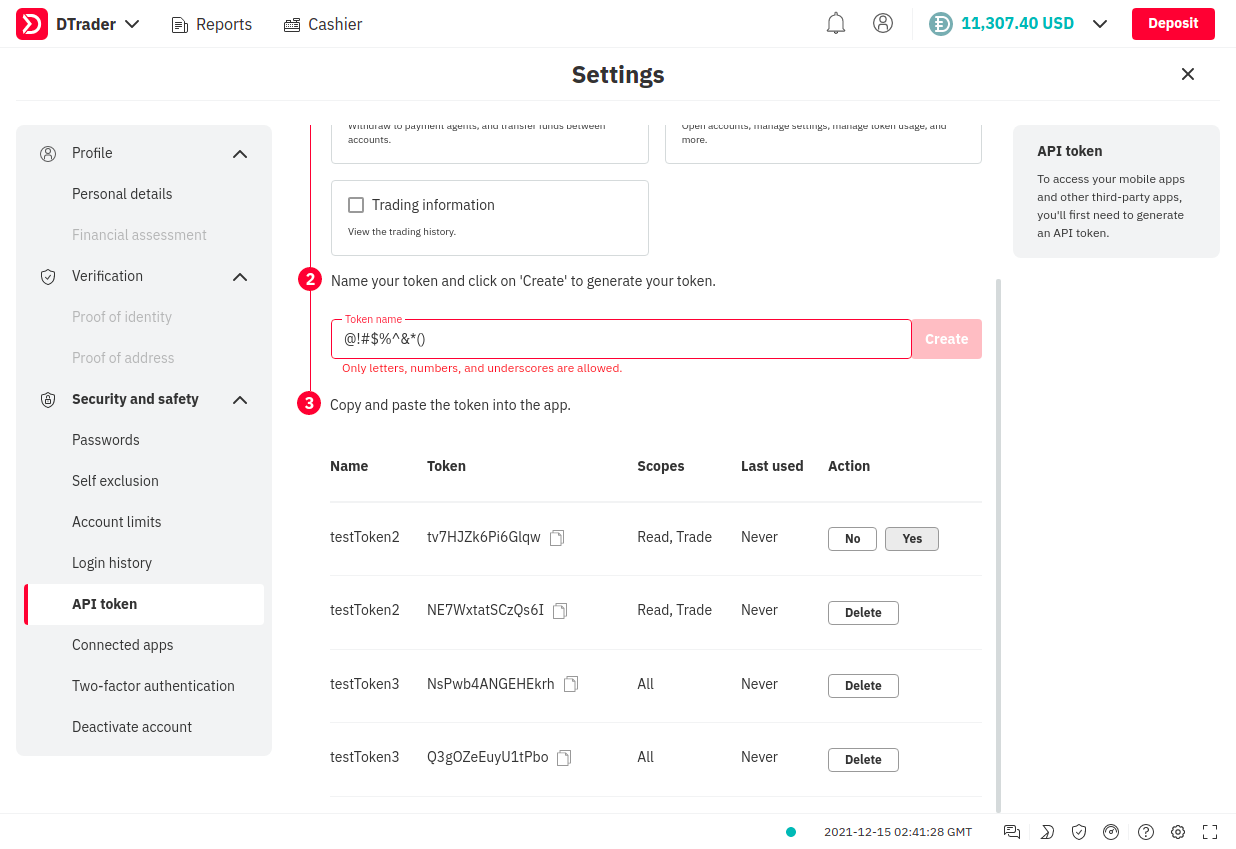 DTrader
Reports
Cashier
11,307.40 USD
Deposit
Settings
Profile
Personal details
Financial assessment
Verification
Proof of identity
Proof of address
Security and safety
Passwords
Self exclusion
Account limits
Login history
API token
Connected apps
Two-factor authentication
Deactivate account
Withdraw to payment agents, and transfer funds between
accounts.
Open accounts, manage settings, manage token usage, and
more.
Trading information
View the trading history.
2 Name your token and click on 'Create' to generate your token.
Token name
@!#$%^&*()
Create
Only letters, numbers, and underscores are allowed.
3 Copy and paste the token into the app.
Name Token Scopes Last used Action
testToken2 tv7HJZk6Pi6Glqw Read, Trade Never No Yes
testToken2 NE7WxtatSCzQs6I Read, Trade Never Delete
testToken3 NsPwb4ANGEHEkrh All Never Delete
testToken3 Q3gOZeEuyU1tPbo All Never Delete
API token
To access your mobile apps
and other third-party apps,
you'll first need to generate
an API token.
2021-12-15 02:41:28 GMT